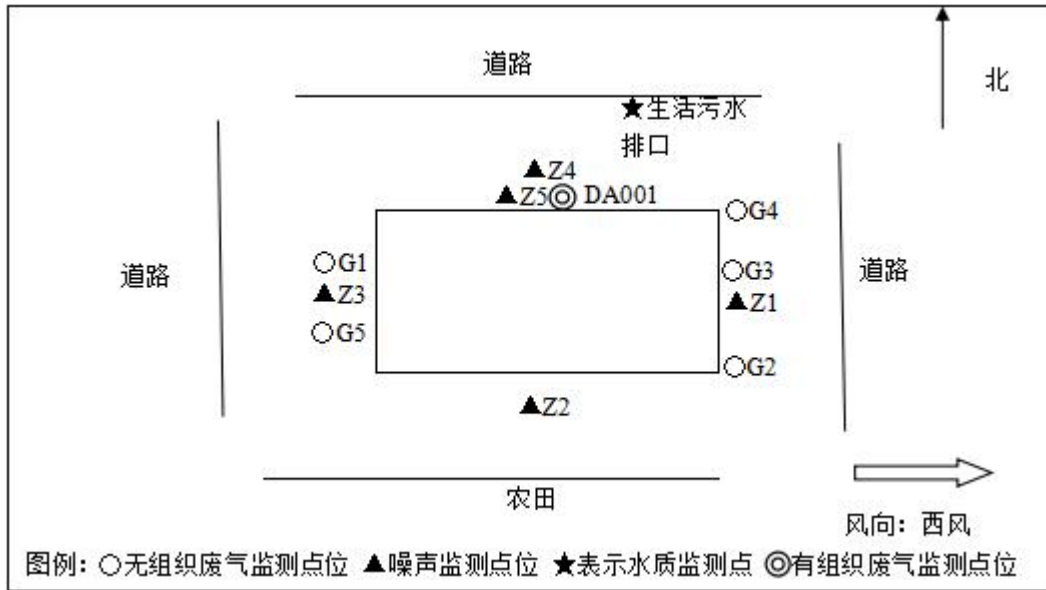 道路
北
★生活污水
排口
▲Z4
▲Z5◎ DA001
○G4
道路
○G1
○G3
道路
▲Z3
▲Z1
○G5
○G2
▲Z2
农田
风向：西风
图例：○无组织废气监测点位 ▲噪声监测点位 ★表示水质监测点 ◎有组织废气监测点位